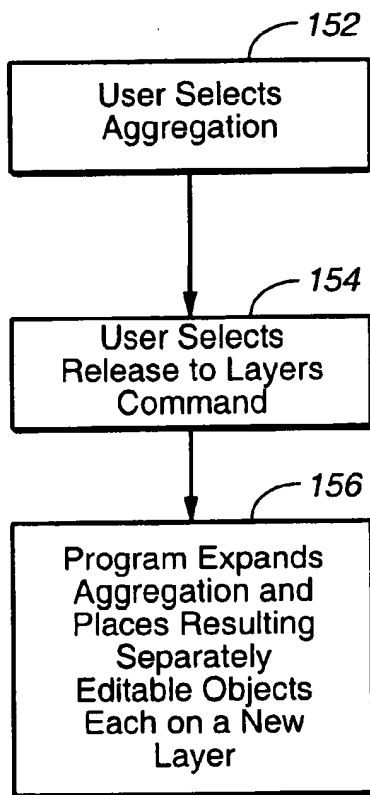 152
User Selects
Aggregation
154
User Selects
Release to Layers
Command
156
Program Expands
Aggregation and
Places Resulting
Separately
Editable Objects
Each on a New
Layer